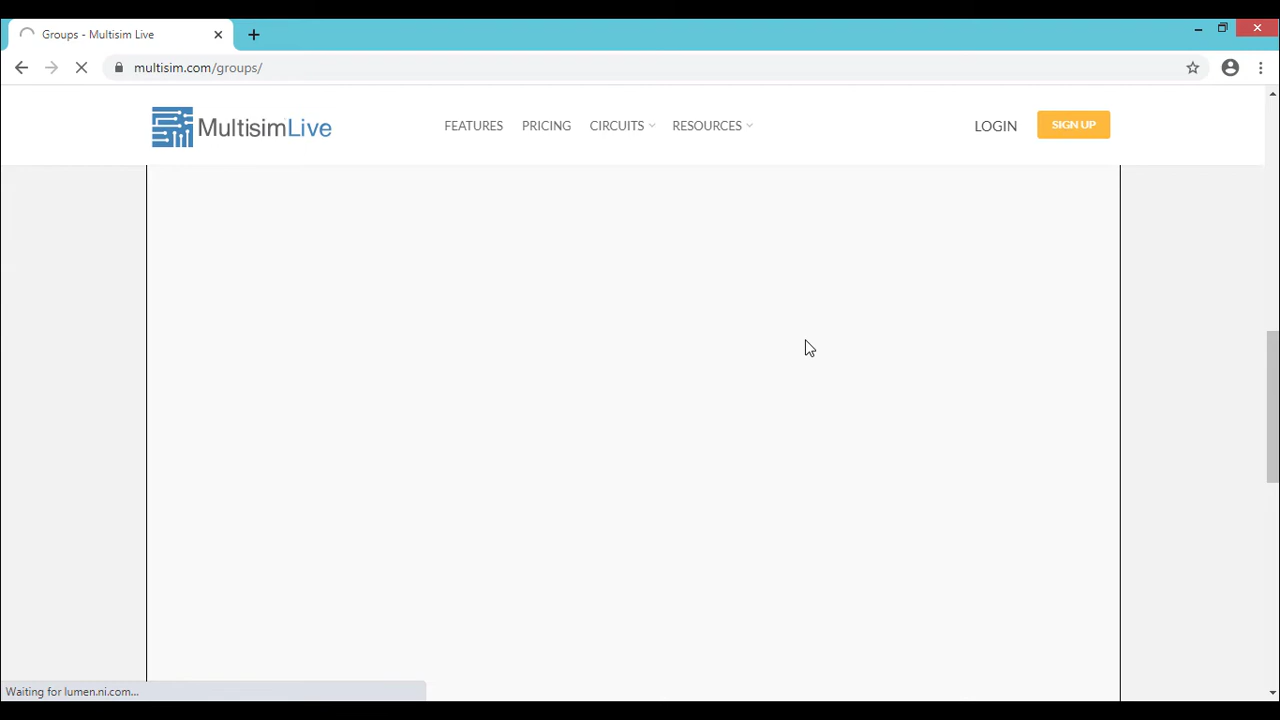 Groups - Multisim Live
multisim.com/groups/
MultisimLive FEATURES PRICING CIRCUITS RESOURCES LOGIN SIGN UP
Waiting for lumen.ni.com...